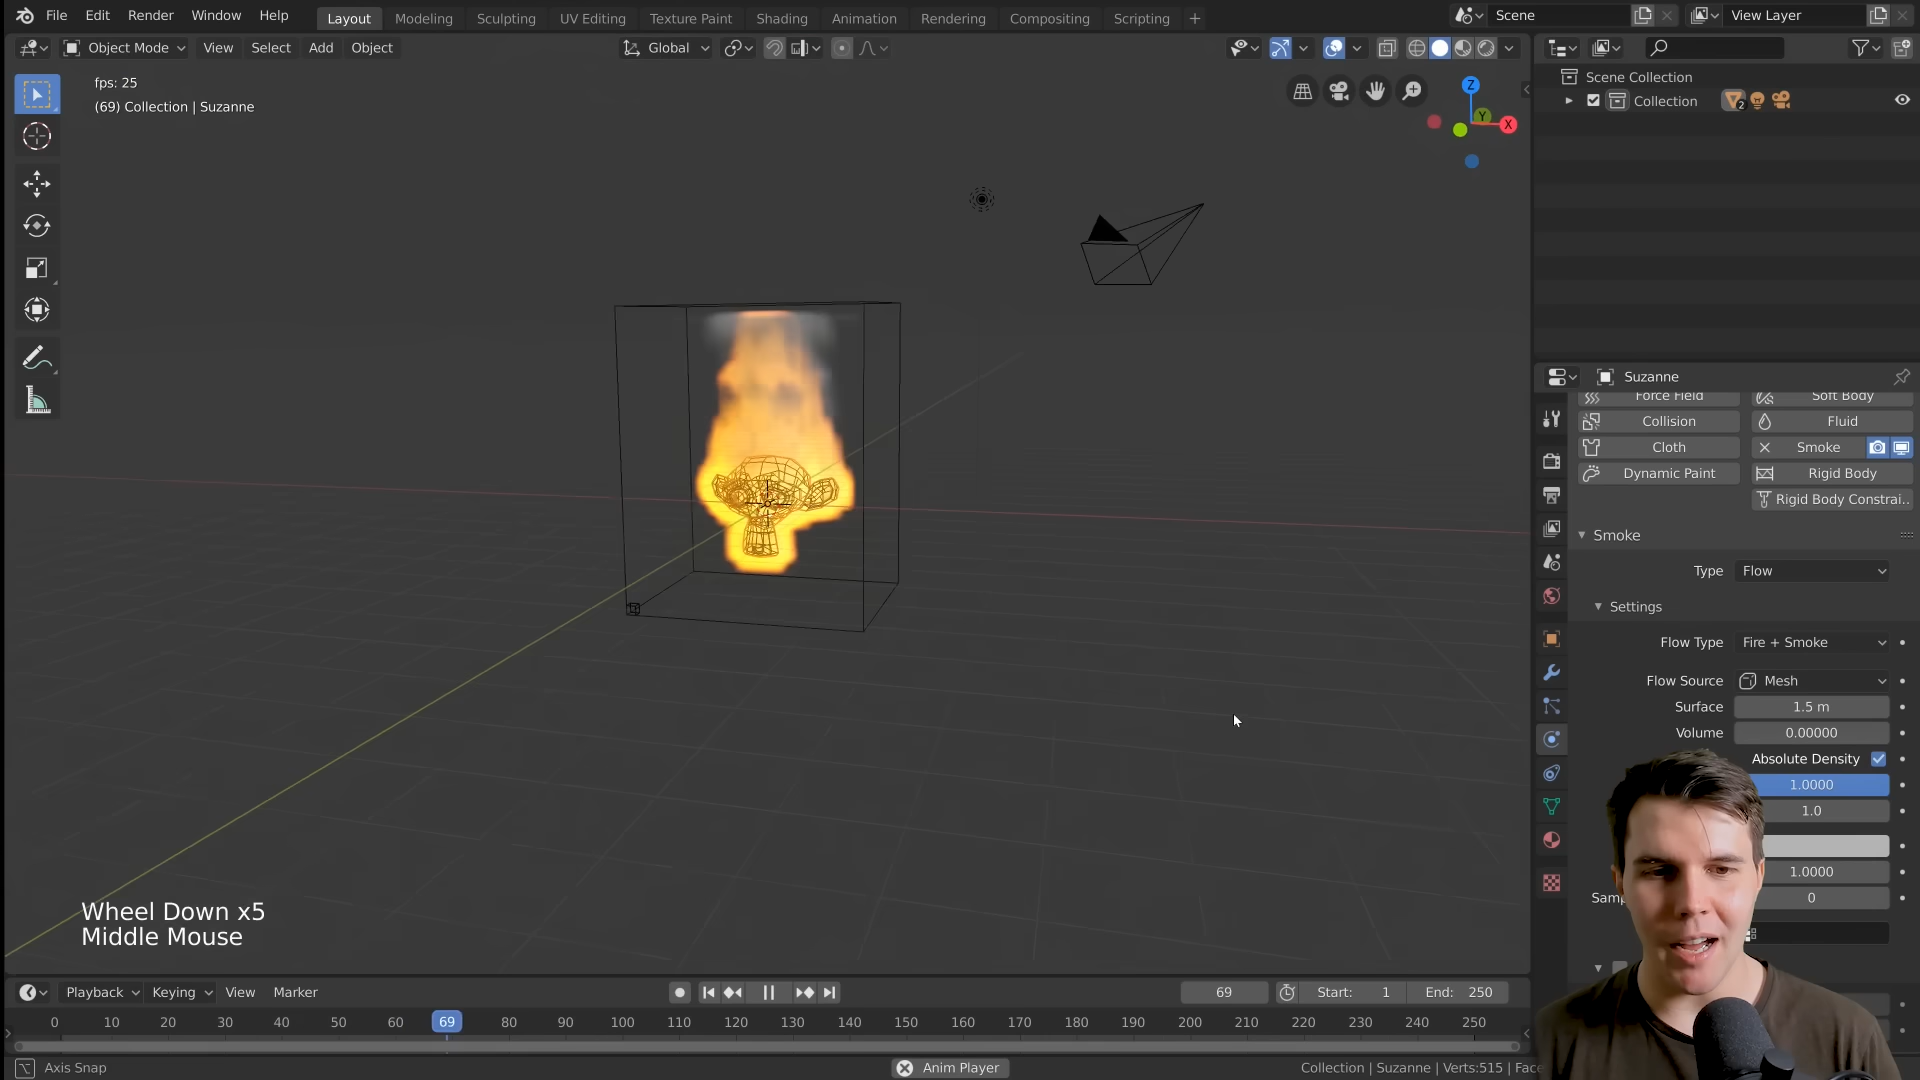 File Edit Render Window Help
Layout Modeling Sculpting UV Editing Texture Paint Shading Animation Rendering Compositing Scripting +
Scene
View Layer
Object Mode View Select Add Object
Global
fps: 25
(69) Collection | Suzanne
Z
Y
X
Scene Collection
Collection 2
Suzanne
Force Field Soft Body
Collision Fluid
Cloth Smoke
Dynamic Paint Rigid Body
Rigid Body Constrai..
Smoke
Type Flow
Settings
Flow Type Fire + Smoke
Flow Source Mesh
Surface 1.5 m
Volume 0.00000
Absolute Density
1.0000
1.0
1.0000
Samp 0
Wheel Down x5
Middle Mouse
Playback Keying View Marker
69 Start: 1 End: 250
0 10 20 30 40 50 60 69 80 90 100 110 120 130 140 150 160 170 180 190 200 210 220 230 240 250
Axis Snap
Anim Player
Collection | Suzanne | Verts:515 | Face